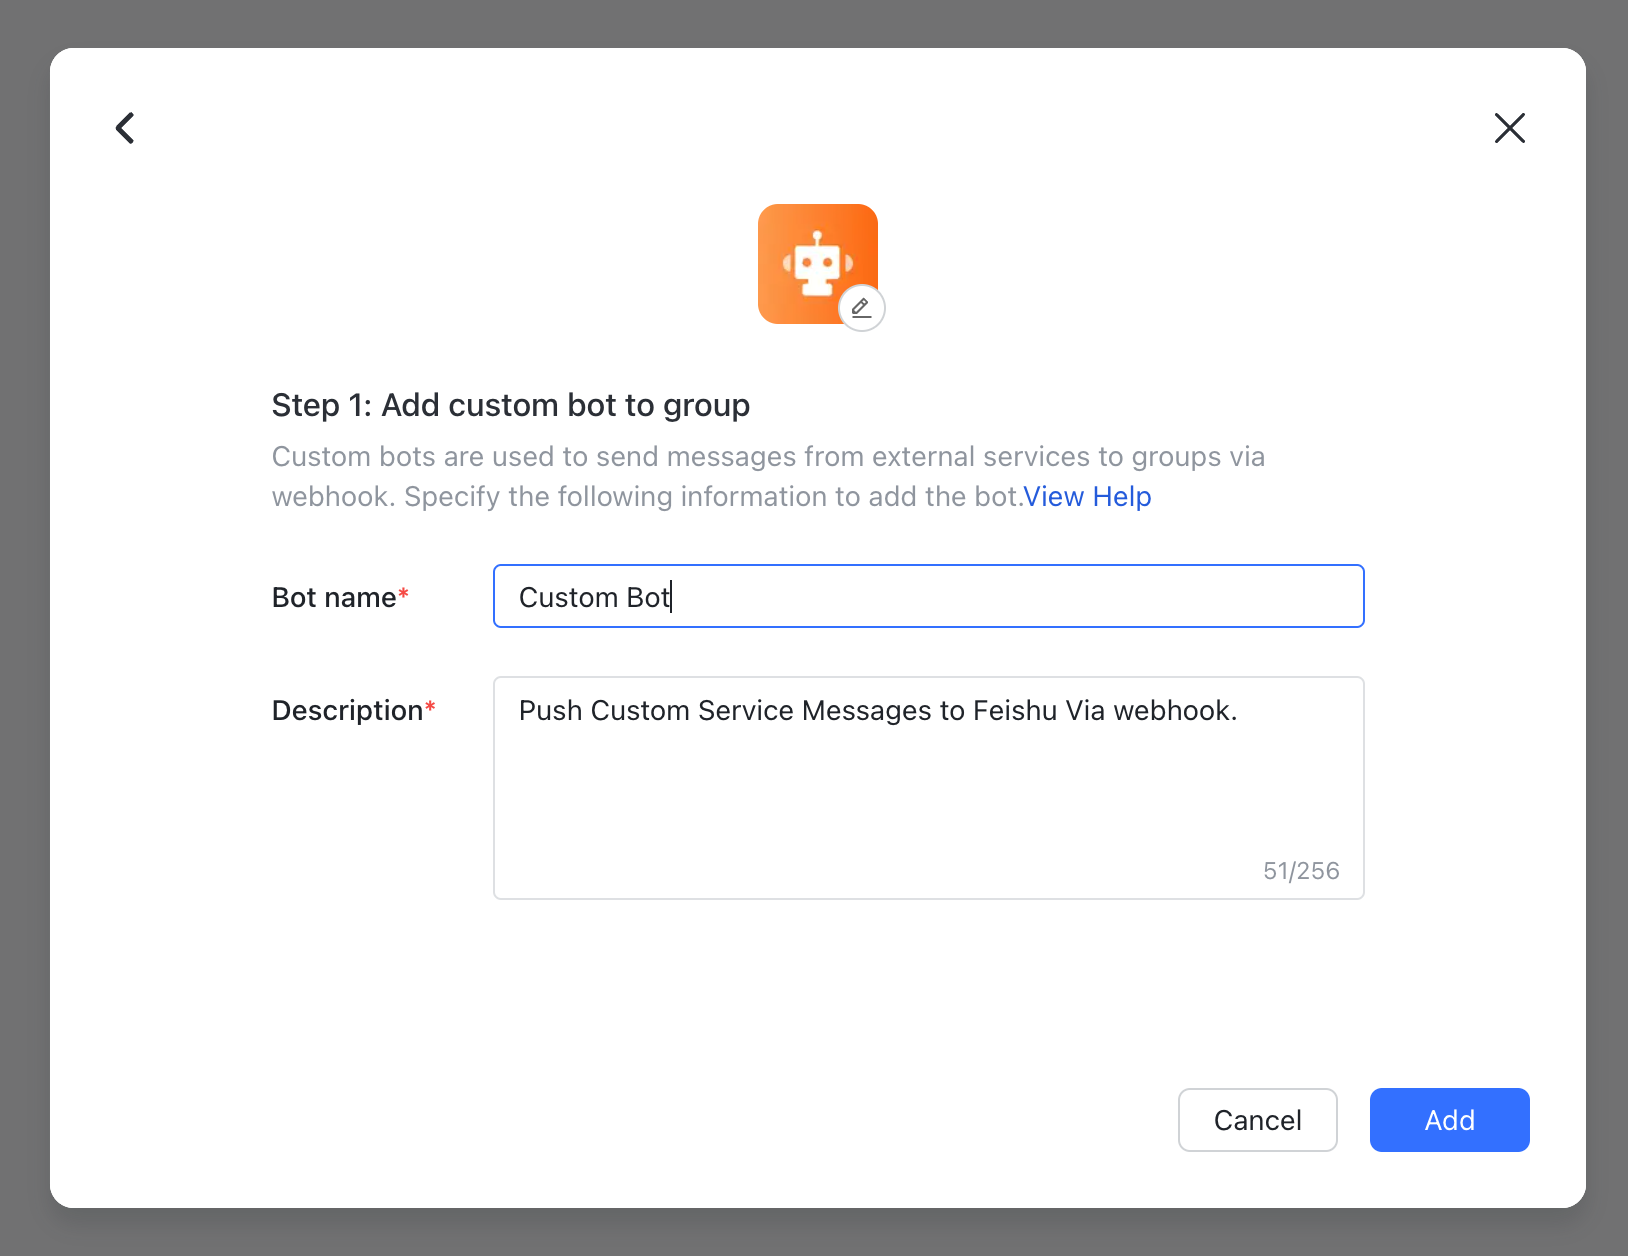 Step 1: Add custom bot to group
Custom bots are used to send messages from external services to groups via
webhook. Specify the following information to add the bot.View Help
Bot name*
Custom Bot
Description*
Push Custom Service Messages to Feishu Via webhook.
51/256
Cancel
Add